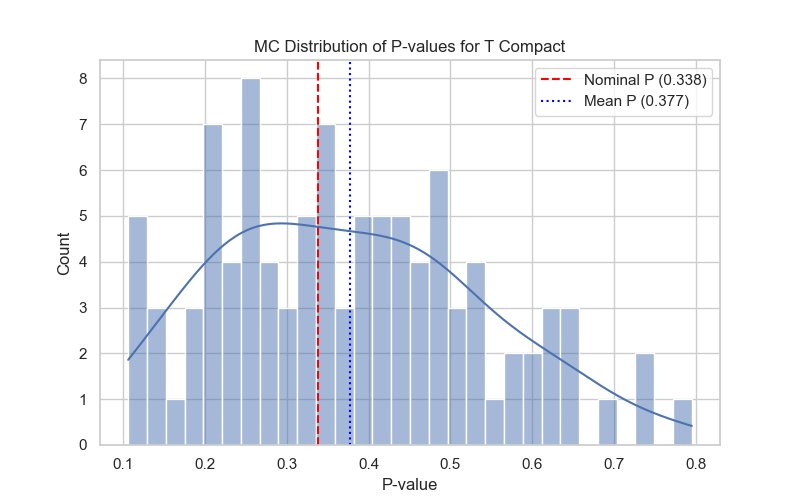 MC Distribution of P-values for T Compact
Nominal P (0.338)
Mean P (0.377)
Count
8
7
6
5
4
3
2
1
0
0.1 0.2 0.3 0.4 0.5 0.6 0.7 0.8
P-value